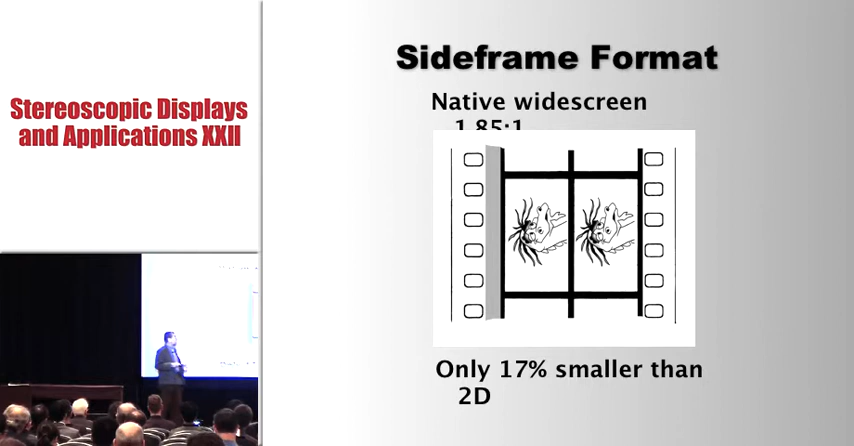 Stereoscopic Displays
and Applications XXII
Sideframe Format
Native widescreen
1.85:1
Only 17% smaller than
2D